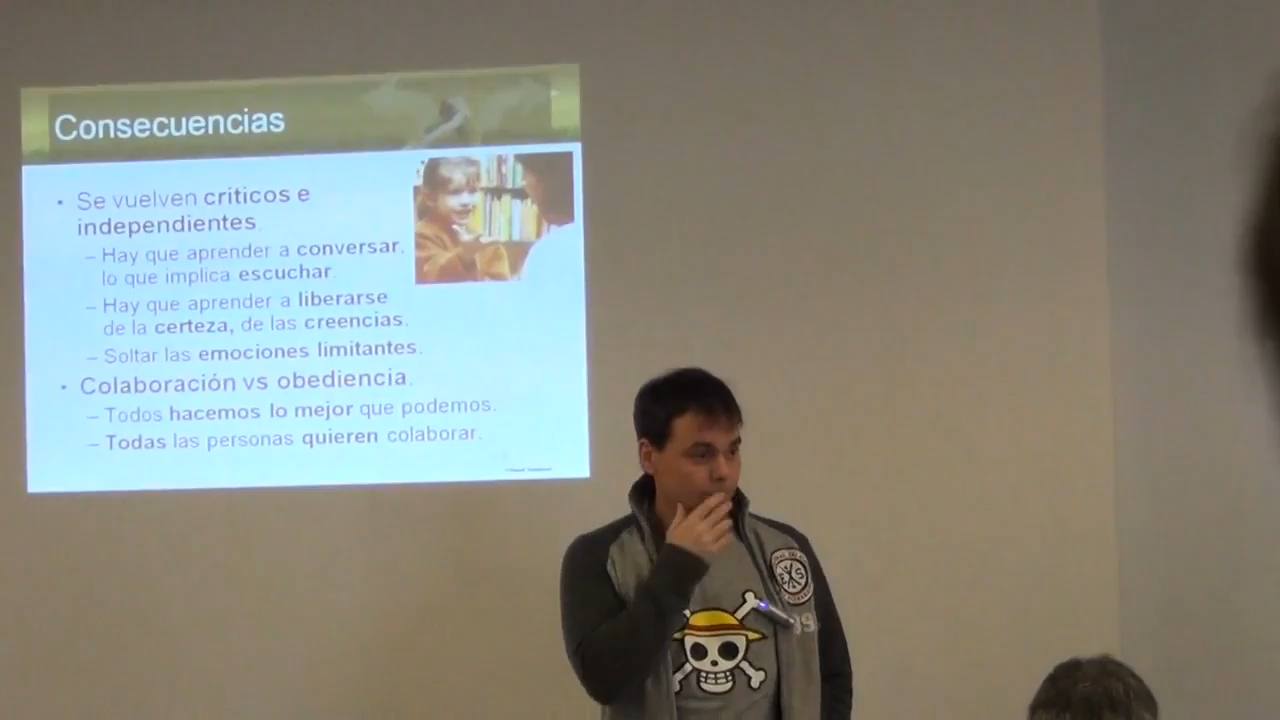 Consecuencias
• Se vuelven criticos e
independientes.
– Hay que aprender a conversar,
lo que implica escuchar.
– Hay que aprender a liberarse
de la certeza, de las creencias.
– Soltar las emociones limitantes.
• Colaboración vs obediencia.
– Todos hacemos lo mejor que podemos.
– Todas las personas quieren colaborar.